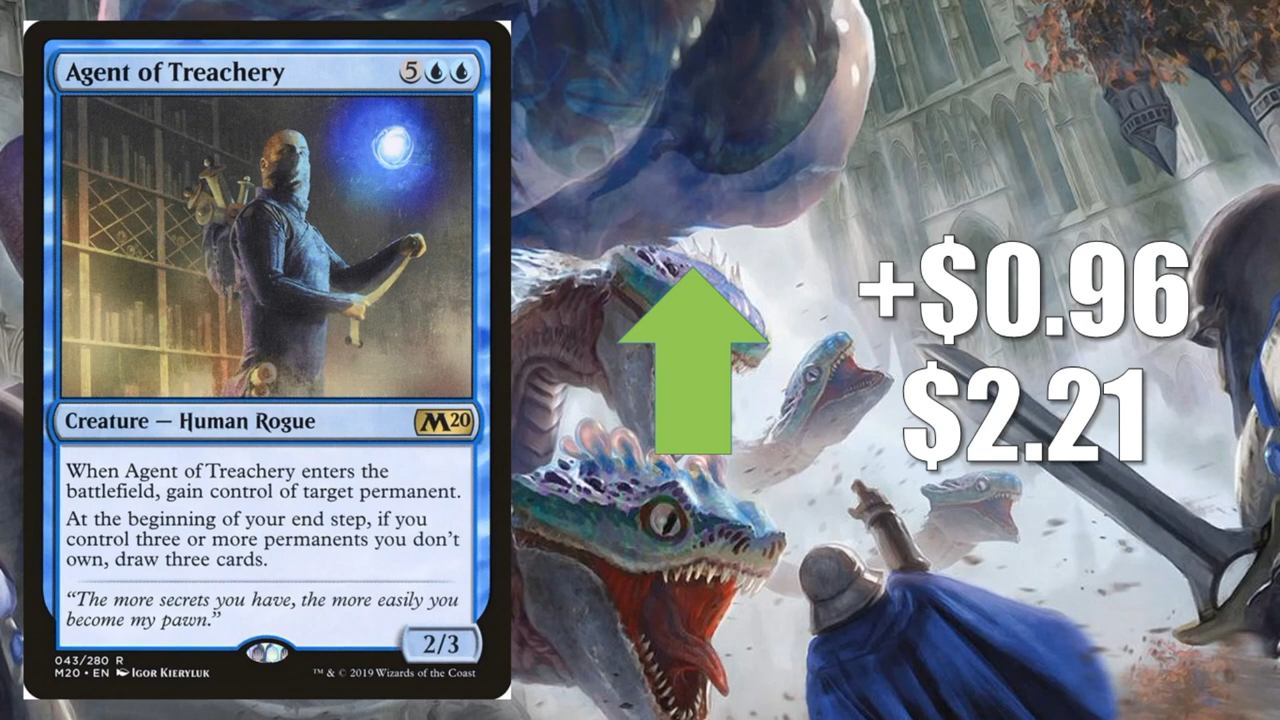 Agent of Treachery 5
Creature — Human Rogue M20
When Agent of Treachery enters the
battlefield, gain control of target permanent.
At the beginning of your end step, if you
control three or more permanents you don’t
own, draw three cards.
“The more secrets you have, the more easily you
become my pawn.”
2/3
043/280 R
M20 • EN Igor Kieryluk
™ & © 2019 Wizards of the Coast
+$0.96
$2.21